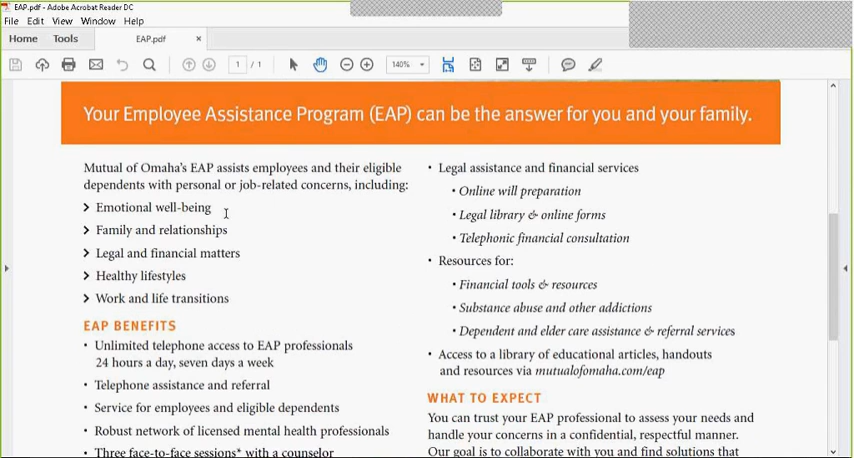 EAP.pdf - Adobe Acrobat Reader DC
File Edit View Window Help
Home Tools EAP.pdf ×
1 / 1 140%
Your Employee Assistance Program (EAP) can be the answer for you and your family.
Mutual of Omaha's EAP assists employees and their eligible
dependents with personal or job-related concerns, including:
Emotional well-being
Family and relationships
Legal and financial matters
Healthy lifestyles
Work and life transitions
EAP BENEFITS
• Unlimited telephone access to EAP professionals
24 hours a day, seven days a week
• Telephone assistance and referral
• Service for employees and eligible dependents
• Robust network of licensed mental health professionals
• Three face-to-face sessions* with a counselor
• Legal assistance and financial services
• Online will preparation
• Legal library & online forms
• Telephonic financial consultation
• Resources for:
• Financial tools & resources
• Substance abuse and other addictions
• Dependent and elder care assistance & referral services
• Access to a library of educational articles, handouts
and resources via mutualofomaha.com/eap
WHAT TO EXPECT
You can trust your EAP professional to assess your needs and
handle your concerns in a confidential, respectful manner.
Our goal is to collaborate with you and find solutions that